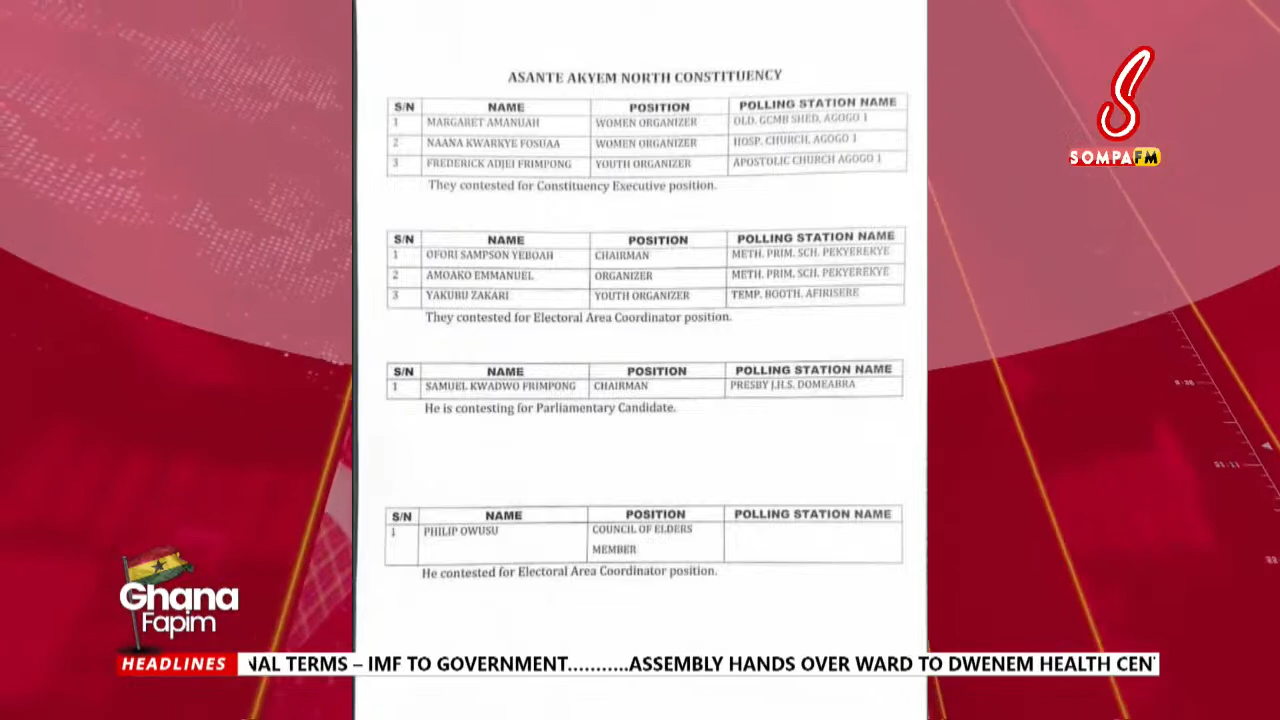 ASANTE AKYEM NORTH CONSTITUENCY
S/N NAME POSITION POLLING STATION NAME
1 MARGARET AMANUAH WOMEN ORGANIZER OLD. GCMB SHED, AGOGO 1
2 NAANA KWARKYE FOSUAA WOMEN ORGANIZER HOSP. CHURCH, AGOGO 1
3 FREDERICK ADJEI FRIMPONG YOUTH ORGANIZER APOSTOLIC CHURCH AGOGO 1
They contested for Constituency Executive position.
S/N NAME POSITION POLLING STATION NAME
1 OFORI SAMPSON YEBOAH CHAIRMAN METH. PRIM. SCH. PEKYEREKYE
2 AMOAKO EMMANUEL ORGANIZER METH. PRIM. SCH. PEKYEREKYE
3 YAKUBU ZAKARI YOUTH ORGANIZER TEMP. BOOTH, AFIRISERE
They contested for Electoral Area Coordinator position.
S/N NAME POSITION POLLING STATION NAME
1 SAMUEL KWADWO FRIMPONG CHAIRMAN PRESBY J.H.S. DOMEABRA
He is contesting for Parliamentary Candidate.
S/N NAME POSITION POLLING STATION NAME
1 PHILIP OWUSU COUNCIL OF ELDERS
MEMBER
He contested for Electoral Area Coordinator position.
SOMPA FM
Ghana
Fapim
HEADLINES NAL TERMS – IMF TO GOVERNMENT..........ASSEMBLY HANDS OVER WARD TO DWENEM HEALTH CEN